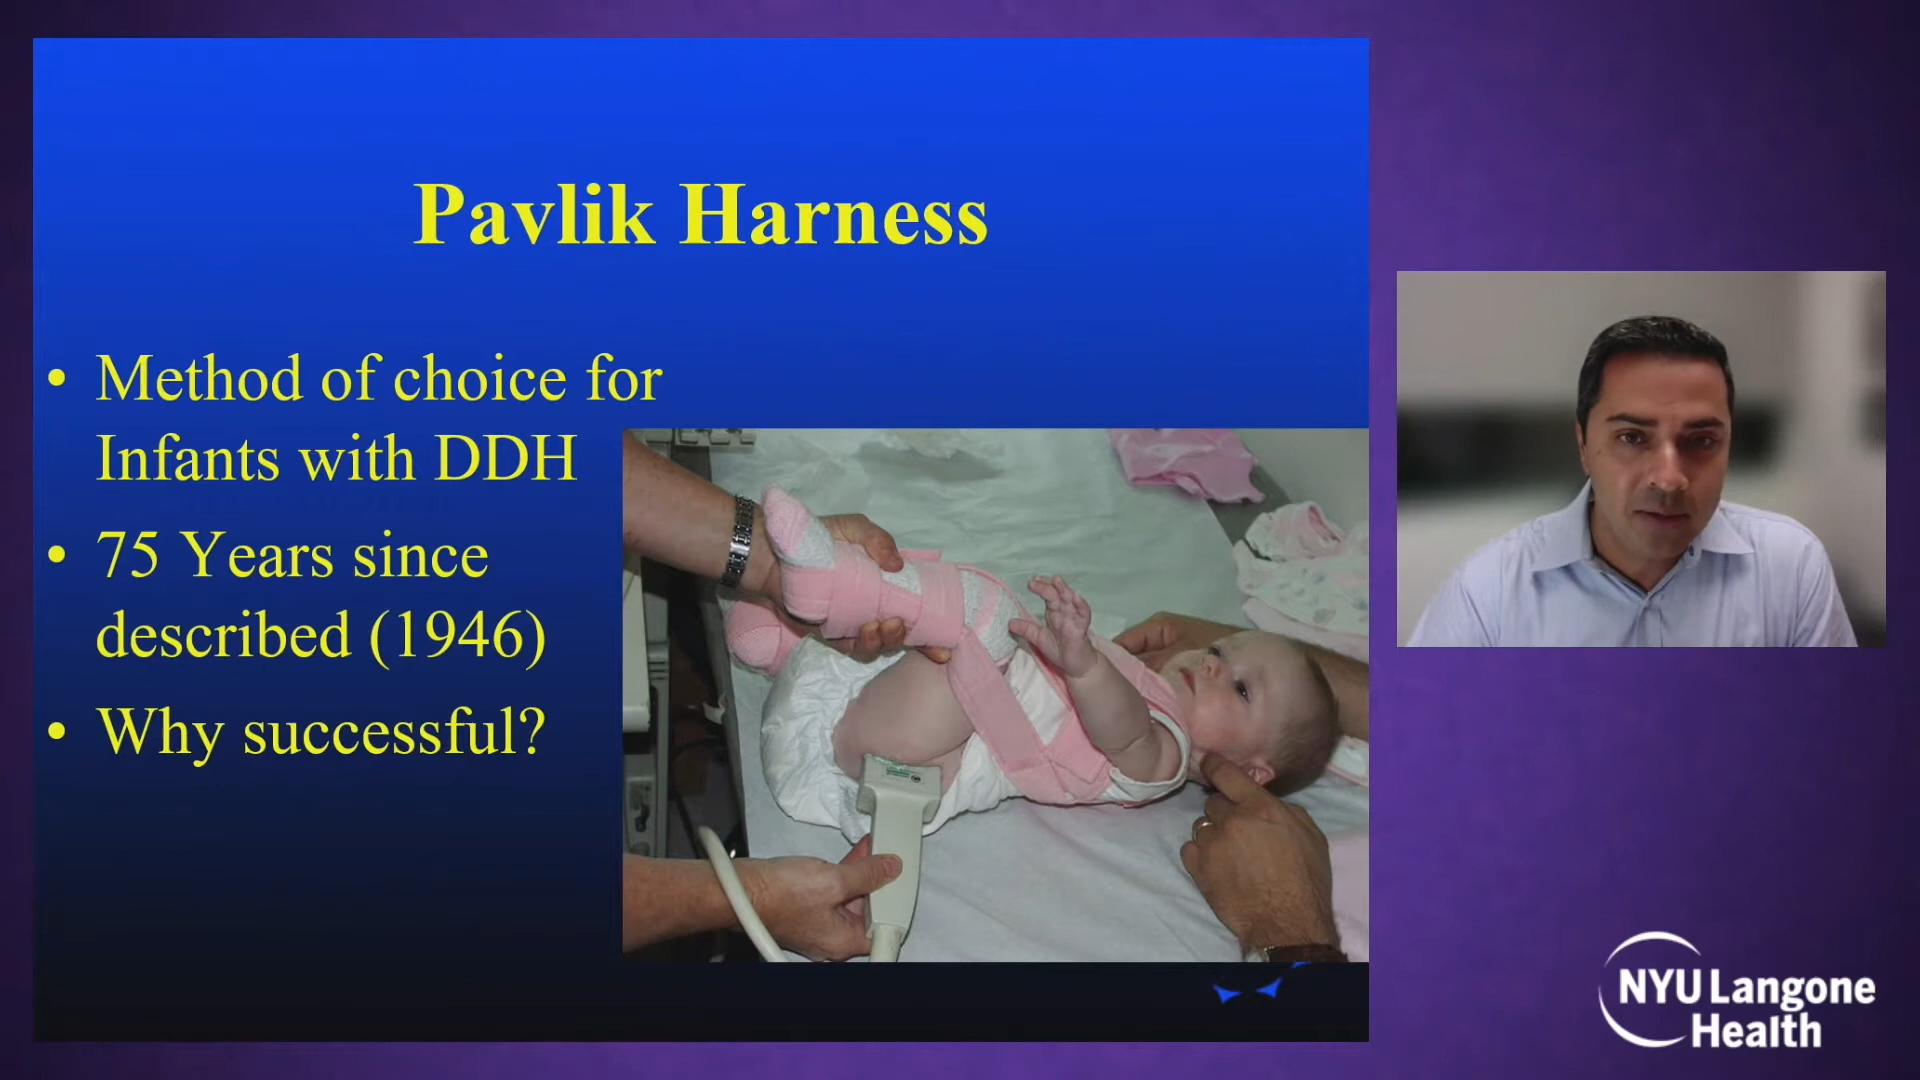 Pavlik Harness
• Method of choice for
Infants with DDH
• 75 Years since
described (1946)
• Why successful?
NYU Langone
Health